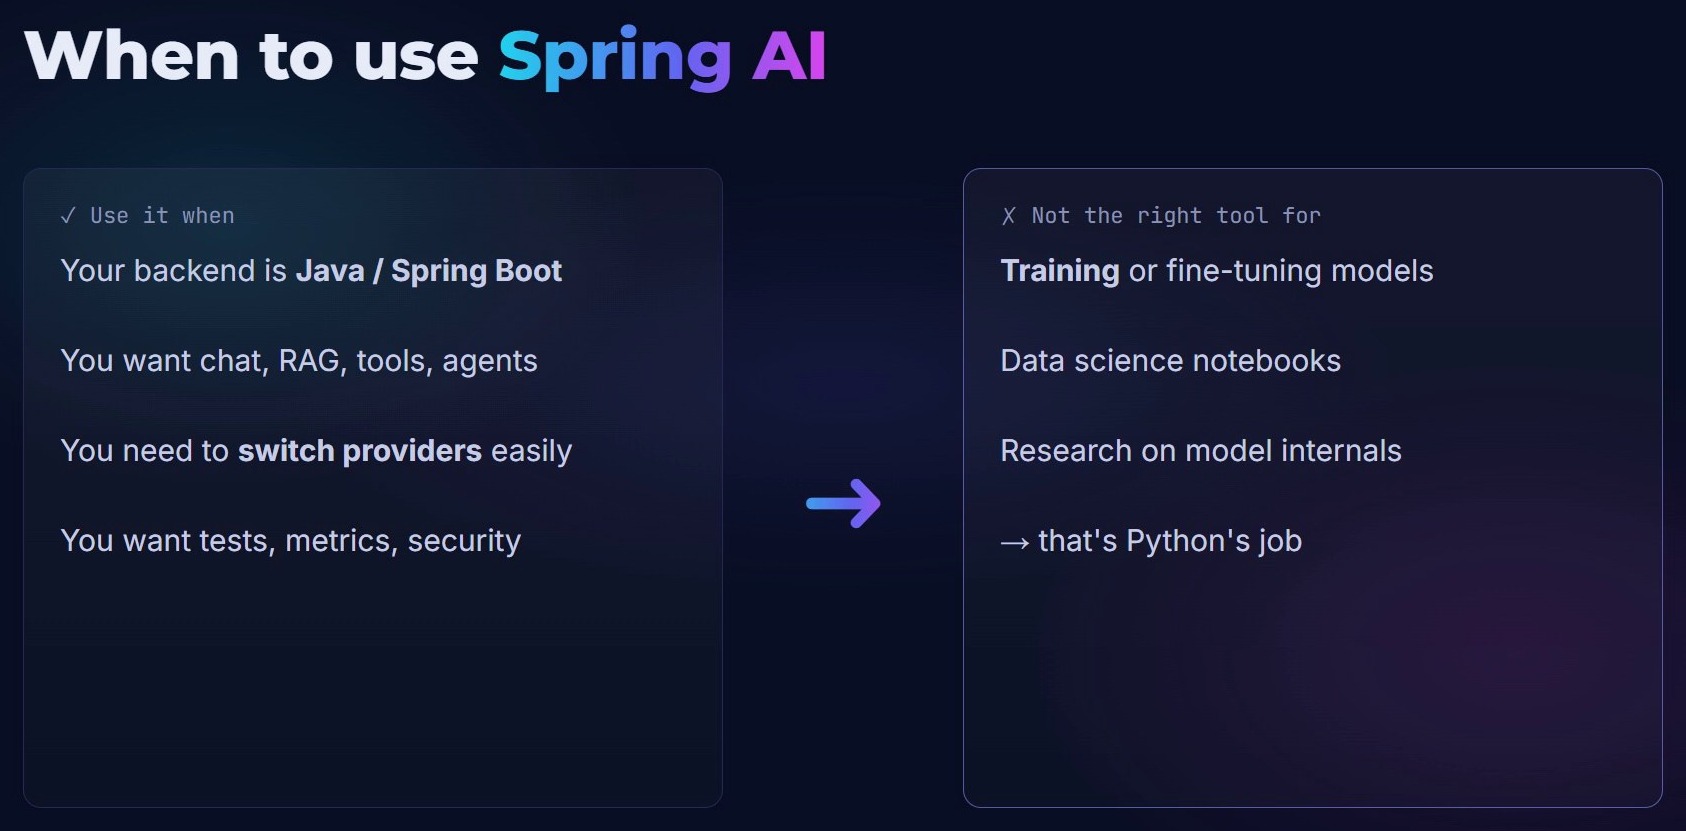 When to use Spring AI
✓ Use it when
Your backend is Java / Spring Boot
You want chat, RAG, tools, agents
You need to switch providers easily
You want tests, metrics, security
→
✗ Not the right tool for
Training or fine-tuning models
Data science notebooks
Research on model internals
→ that's Python's job